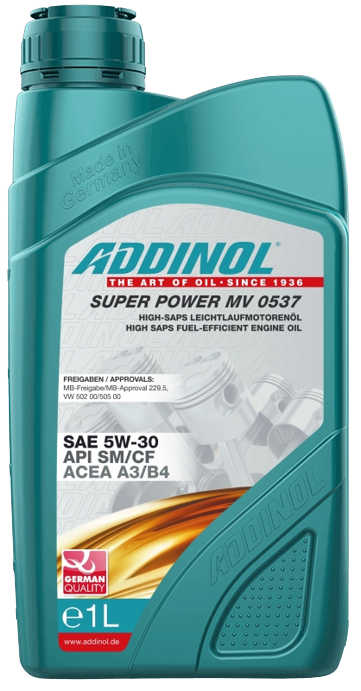 Made in
Germany
ADDINOL
THE ART OF OIL · SINCE 1936
SUPER POWER MV 0537
HIGH-SAPS LEICHTLAUFMOTORENÖL
HIGH SAPS FUEL-EFFICIENT ENGINE OIL
FREIGABEN / APPROVALS:
MB-Freigabe/MB-Approval 229.5,
VW 502 00/505 00
SAE 5W-30
API SM/CF
ACEA A3/B4
GERMAN
QUALITY
ADDINOL
℮1L
www.addinol.de